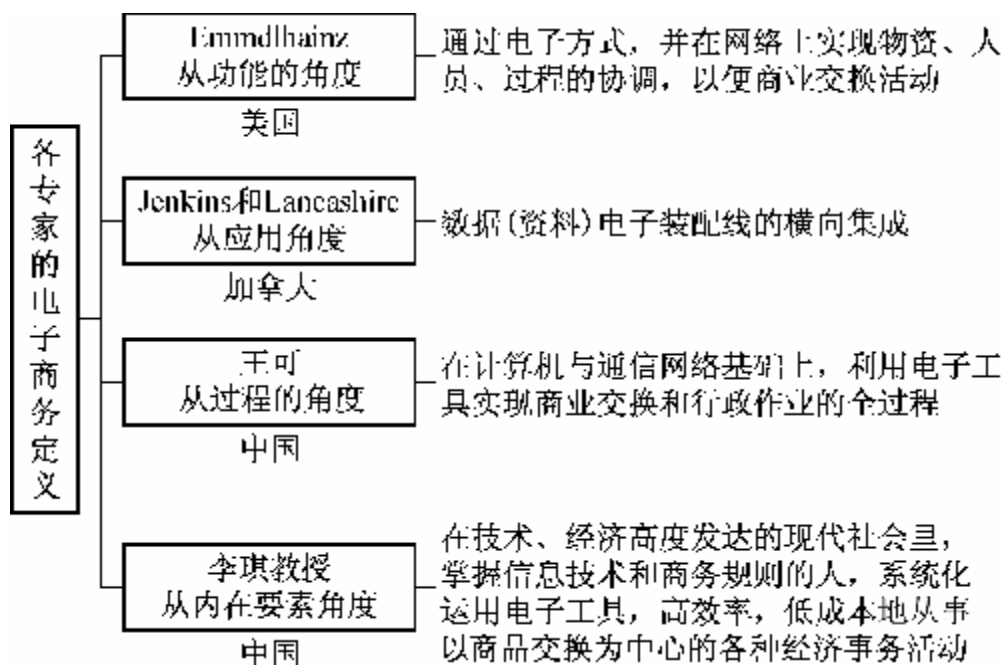 各专家的电子商务定义
Emmdlhainz
从功能的角度
美国
通过电子方式，并在网络上实现物资、人
员、过程的协调，以便商业交换活动
Jenkins和Lancashire
从应用角度
加拿大
数据(资料)电子装配线的横向集成
王可
从过程的角度
中国
在计算机与通信网络基础上，利用电子工
具实现商业交换和行政作业的全过程
李琪教授
从内在要素角度
中国
在技术、经济高度发达的现代社会里，
掌握信息技术和商务规则的人，系统化
运用电子工具，高效率，低成本地从事
以商品交换为中心的各种经济事务活动